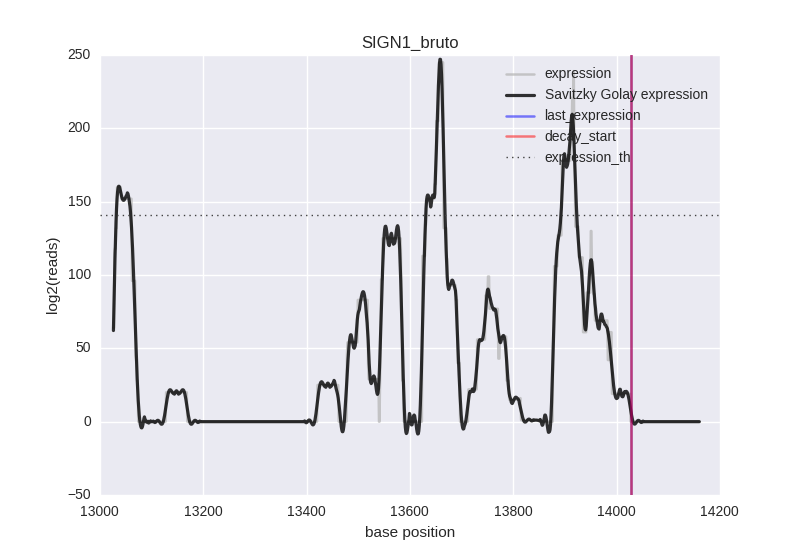 SIGN1_bruto
250
200
150
100
50
0
−50
log2(reads)
expression
Savitzky Golay expression
last_expression
decay_start
expression_th
13000 13200 13400 13600 13800 14000 14200
base position